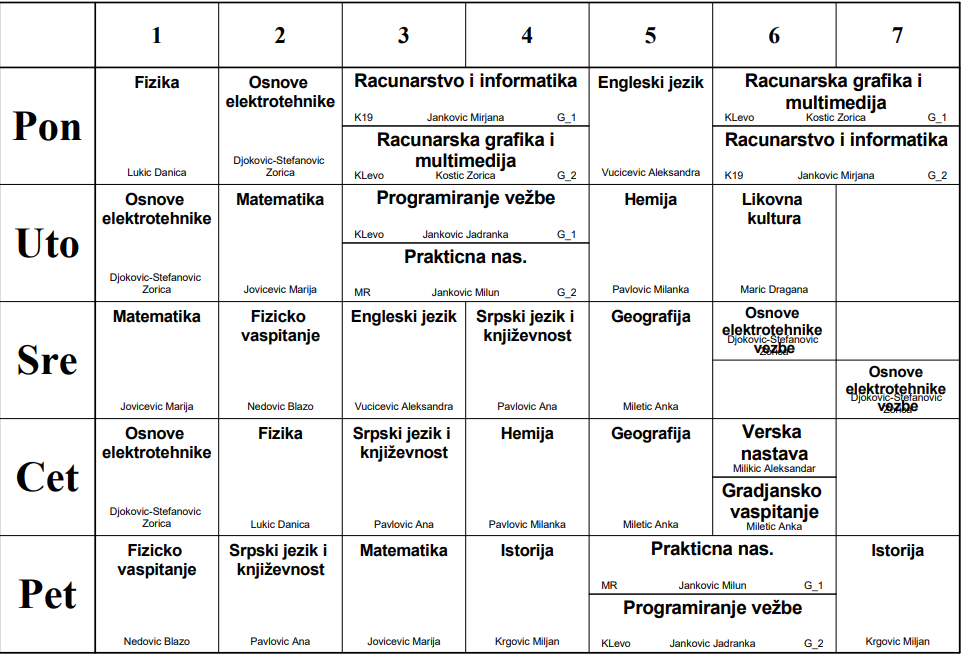 1 2 3 4 5 6 7
Pon
Fizika
Lukic Danica
Osnove
elektrotehnike
Djokovic-Stefanovic
Zorica
Racunarstvo i informatika
K19 Jankovic Mirjana G_1
Racunarska grafika i
multimedija
KLevo Kostic Zorica G_2
Engleski jezik
Vucicevic Aleksandra
Racunarska grafika i
multimedija
KLevo Kostic Zorica G_1
Racunarstvo i informatika
K19 Jankovic Mirjana G_2
Uto
Osnove
elektrotehnike
Djokovic-Stefanovic
Zorica
Matematika
Jovicevic Marija
Programiranje vežbe
KLevo Jankovic Jadranka G_1
Prakticna nas.
MR Jankovic Milun G_2
Hemija
Pavlovic Milanka
Likovna
kultura
Maric Dragana
Sre
Matematika
Jovicevic Marija
Fizicko
vaspitanje
Nedovic Blazo
Engleski jezik
Vucicevic Aleksandra
Srpski jezik i
književnost
Pavlovic Ana
Geografija
Miletic Anka
Osnove
elektrotehnike
vezbe
Djokovic-Stefanovic
Zorica
Osnove
elektrotehnike
vezbe
Djokovic-Stefanovic
Zorica
Cet
Osnove
elektrotehnike
Djokovic-Stefanovic
Zorica
Fizika
Lukic Danica
Srpski jezik i
književnost
Pavlovic Ana
Hemija
Pavlovic Milanka
Geografija
Miletic Anka
Verska
nastava
Milikic Aleksandar
Gradjansko
vaspitanje
Miletic Anka
Pet
Fizicko
vaspitanje
Nedovic Blazo
Srpski jezik i
književnost
Pavlovic Ana
Matematika
Jovicevic Marija
Istorija
Krgovic Miljan
Prakticna nas.
MR Jankovic Milun G_1
Programiranje vežbe
KLevo Jankovic Jadranka G_2
Istorija
Krgovic Miljan